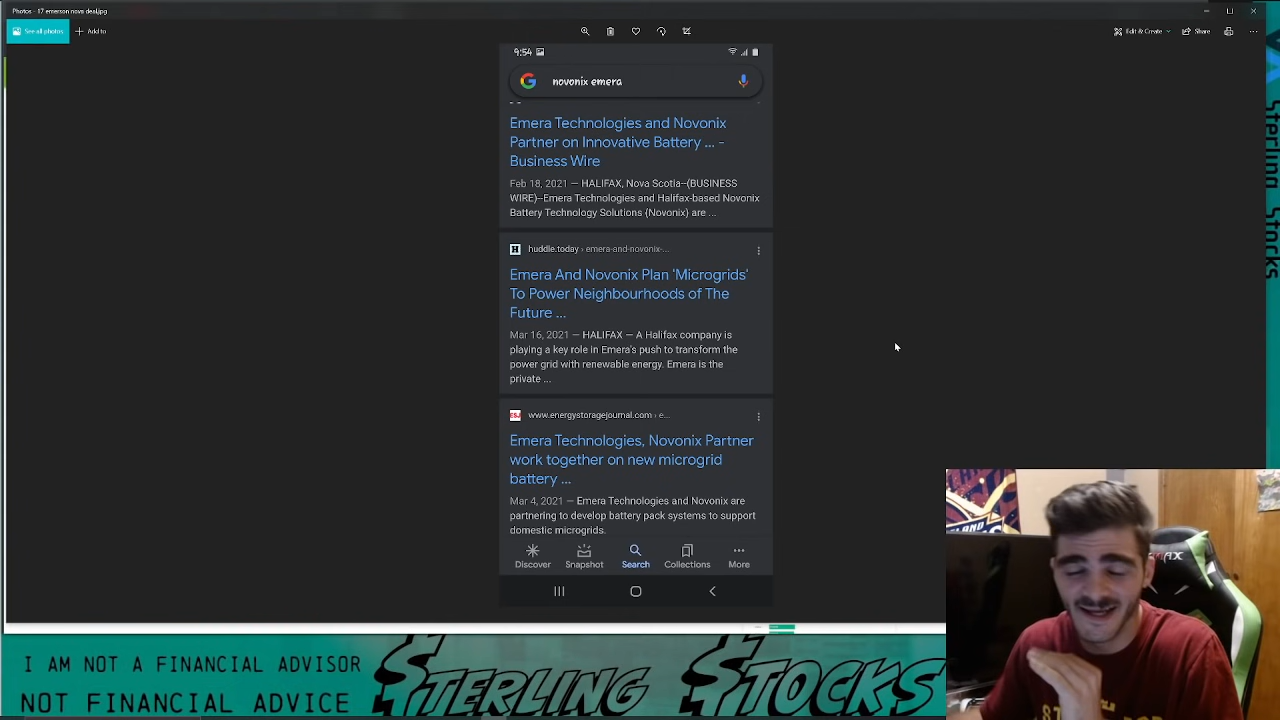 Photos - 17 emerson novo deal.jpg
See all photos
Add to
Edit & Create
Share
9:54
novonix emera
Emera Technologies and Novonix
Partner on Innovative Battery ... -
Business Wire
Feb 18, 2021 — HALIFAX, Nova Scotia--(BUSINESS
WIRE)--Emera Technologies and Halifax-based Novonix
Battery Technology Solutions (Novonix) are ...
H
huddle.today › emera-and-novonix-...
Emera And Novonix Plan 'Microgrids'
To Power Neighbourhoods of The
Future ...
Mar 16, 2021 — HALIFAX — A Halifax company is
playing a key role in Emera's push to transform the
power grid with renewable energy. Emera is the
private ...
ESJ
www.energystoragejournal.com › e...
Emera Technologies, Novonix Partner
work together on new microgrid
battery ...
Mar 4, 2021 — Emera Technologies and Novonix are
partnering to develop battery pack systems to support
domestic microgrids.
Discover
Snapshot
Search
Collections
More
I AM NOT A FINANCIAL ADVISOR
NOT FINANCIAL ADVICE
$TERLING $TOCKS
Sterling Stocks